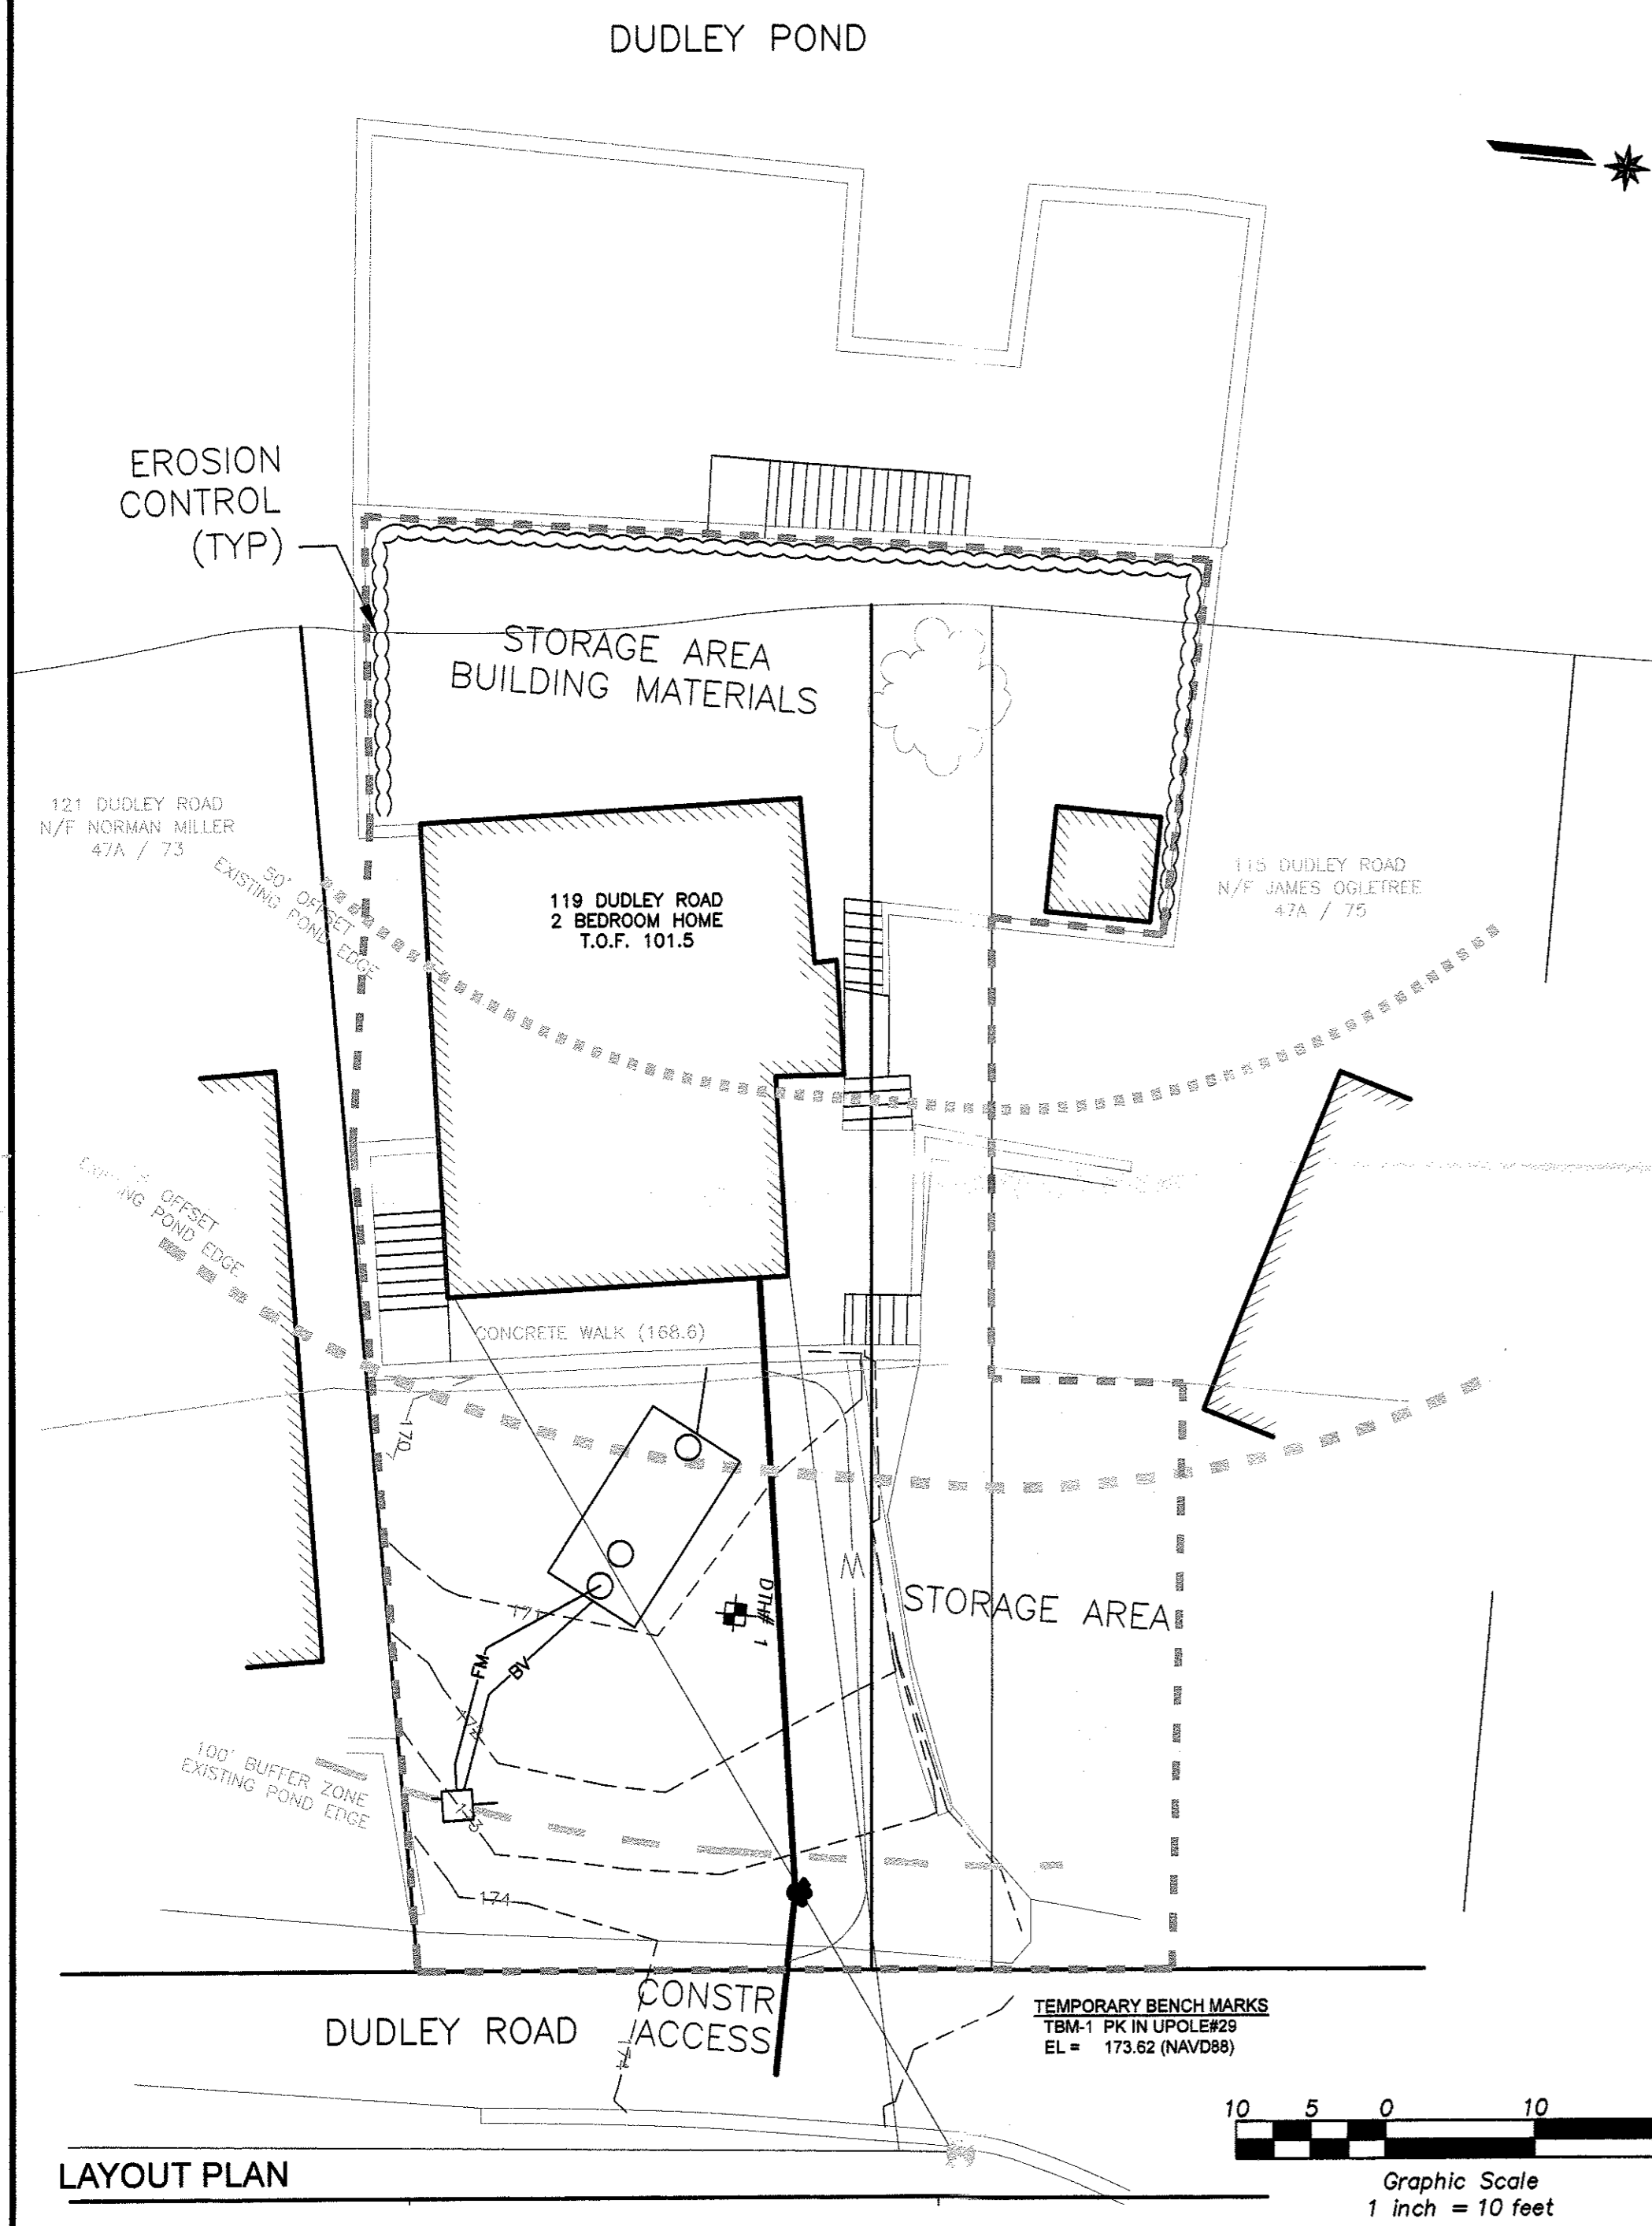 DUDLEY POND
EROSION
CONTROL
(TYP)
STORAGE AREA
BUILDING MATERIALS
121 DUDLEY ROAD
N/F NORMAN MILLER
47A / 73
50' OFFSET
EXISTING POND EDGE
119 DUDLEY ROAD
2 BEDROOM HOME
T.O.F. 101.5
115 DUDLEY ROAD
N/F JAMES OGLETREE
47A / 75
OFFSET
POND EDGE
CONCRETE WALK (168.6)
170
171
DTH# 1
W
STORAGE AREA
FM
BV
172
100' BUFFER ZONE
EXISTING POND EDGE
173
174
CONSTR
ACCESS
DUDLEY ROAD
174
TEMPORARY BENCH MARKS
TBM-1 PK IN UPOLE#29
EL = 173.62 (NAVD88)
10 5 0 10
Graphic Scale
1 inch = 10 feet
LAYOUT PLAN